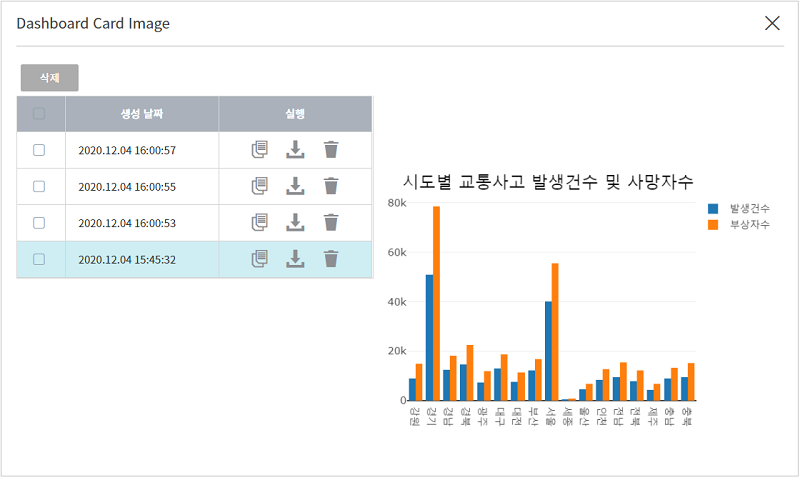 Dashboard Card Image
삭제
생성 날짜 실행
2020.12.04 16:00:57
2020.12.04 16:00:55
2020.12.04 16:00:53
2020.12.04 15:45:32
시도별 교통사고 발생건수 및 사망자수
80k
60k
40k
20k
0
발생건수
부상자수
강원 경기 경남 경북 광주 대구 대전 부산 서울 세종 울산 인천 전남 전북 제주 충남 충북